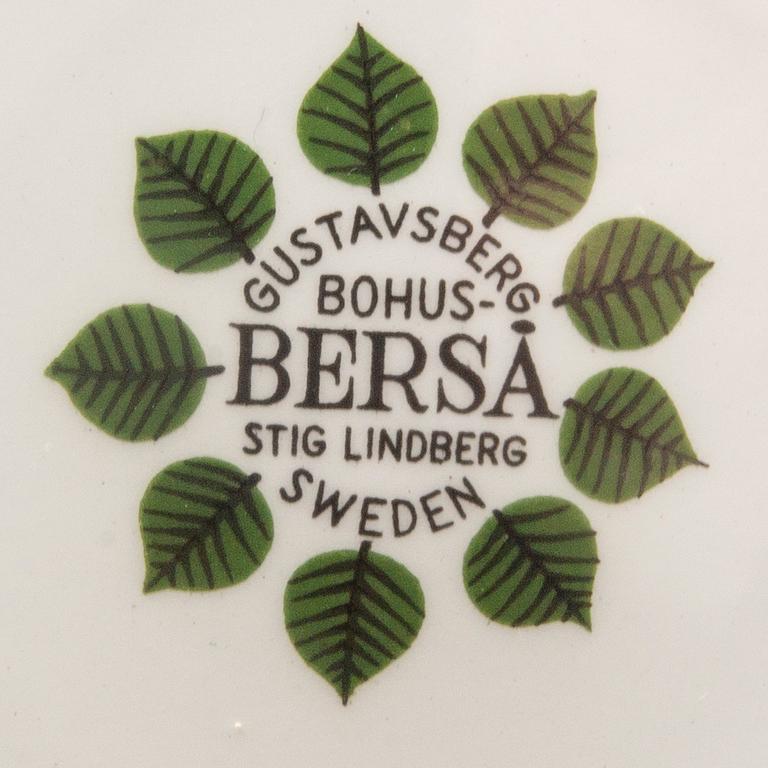 GUSTAVSBERG
BOHUS-
BERSÅ
STIG LINDBERG
SWEDEN